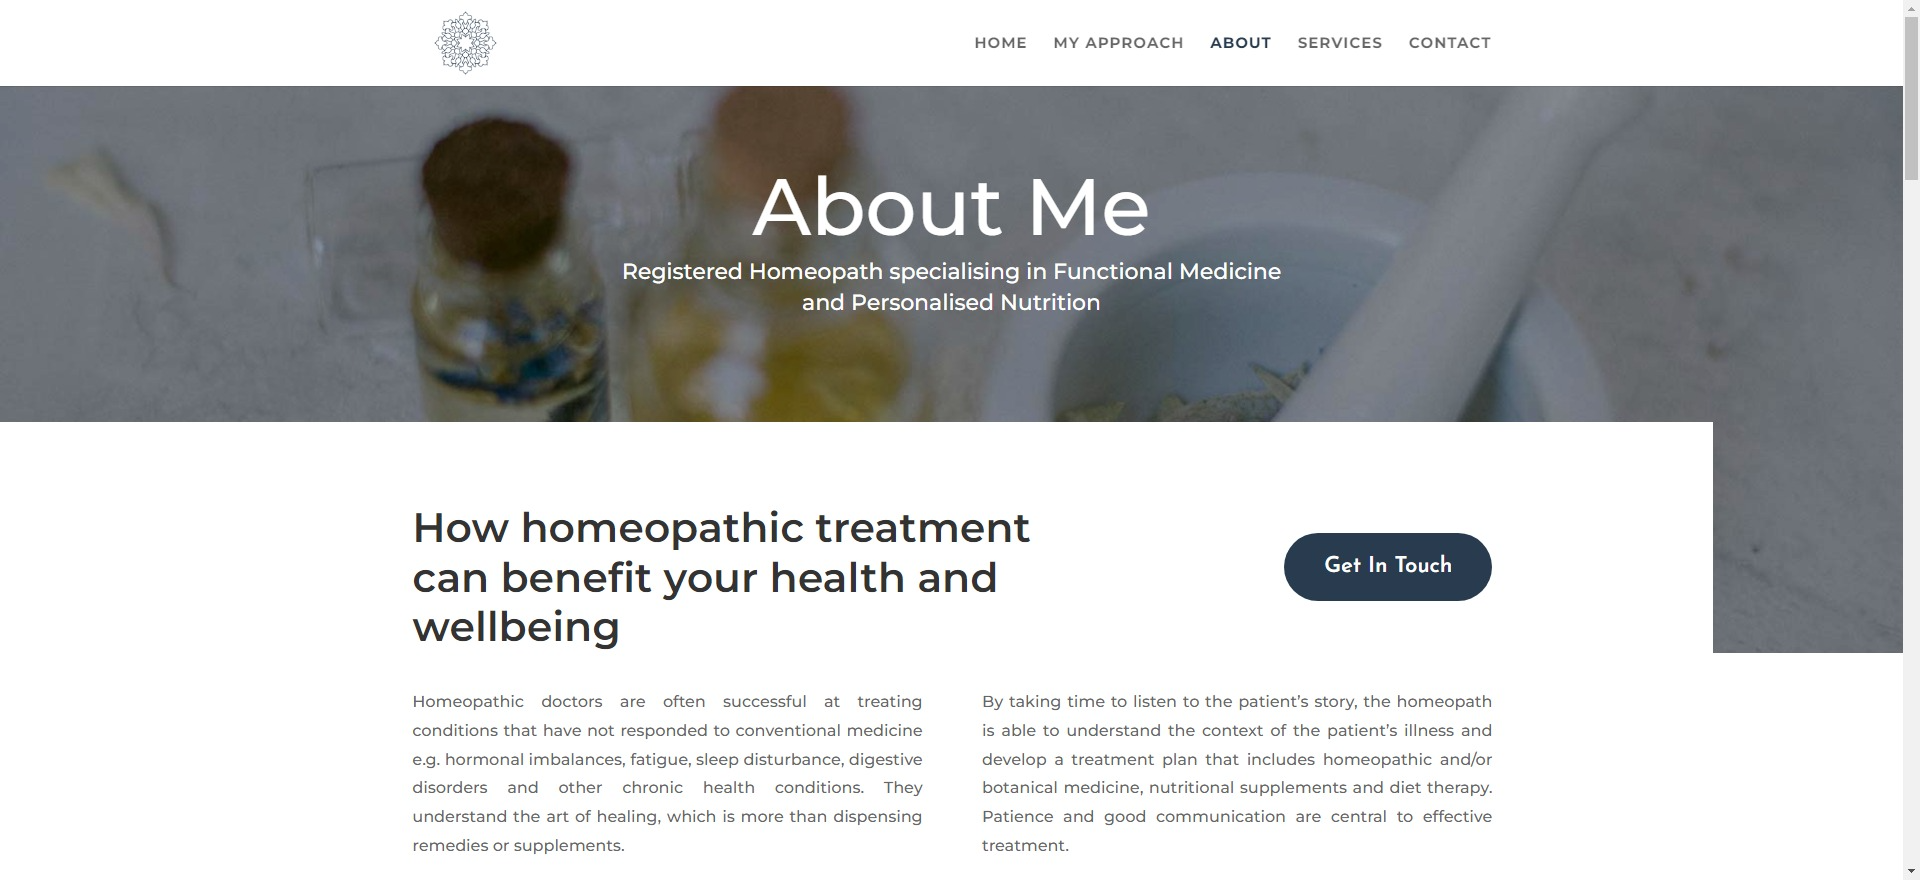 HOME MY APPROACH ABOUT SERVICES CONTACT
About Me
Registered Homeopath specialising in Functional Medicine
and Personalised Nutrition
How homeopathic treatment
can benefit your health and
wellbeing
Get In Touch
Homeopathic doctors are often successful at treating
conditions that have not responded to conventional medicine
e.g. hormonal imbalances, fatigue, sleep disturbance, digestive
disorders and other chronic health conditions. They
understand the art of healing, which is more than dispensing
remedies or supplements.
By taking time to listen to the patient’s story, the homeopath
is able to understand the context of the patient’s illness and
develop a treatment plan that includes homeopathic and/or
botanical medicine, nutritional supplements and diet therapy.
Patience and good communication are central to effective
treatment.